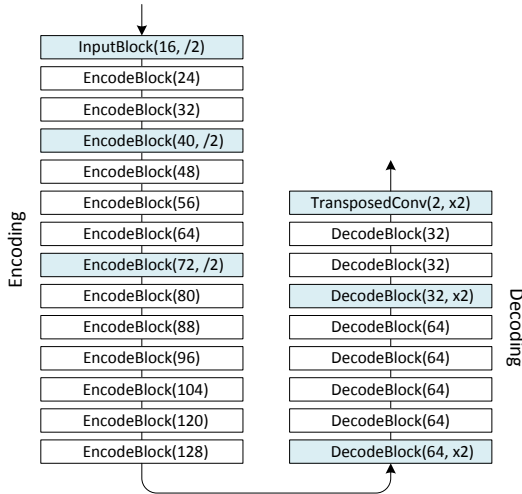 InputBlock(16, /2)
EncodeBlock(24)
EncodeBlock(32)
EncodeBlock(40, /2)
EncodeBlock(48)
EncodeBlock(56)
EncodeBlock(64)
EncodeBlock(72, /2)
EncodeBlock(80)
EncodeBlock(88)
EncodeBlock(96)
EncodeBlock(104)
EncodeBlock(120)
EncodeBlock(128)
Encoding
TransposedConv(2, x2)
DecodeBlock(32)
DecodeBlock(32)
DecodeBlock(32, x2)
DecodeBlock(64)
DecodeBlock(64)
DecodeBlock(64)
DecodeBlock(64)
DecodeBlock(64, x2)
Decoding